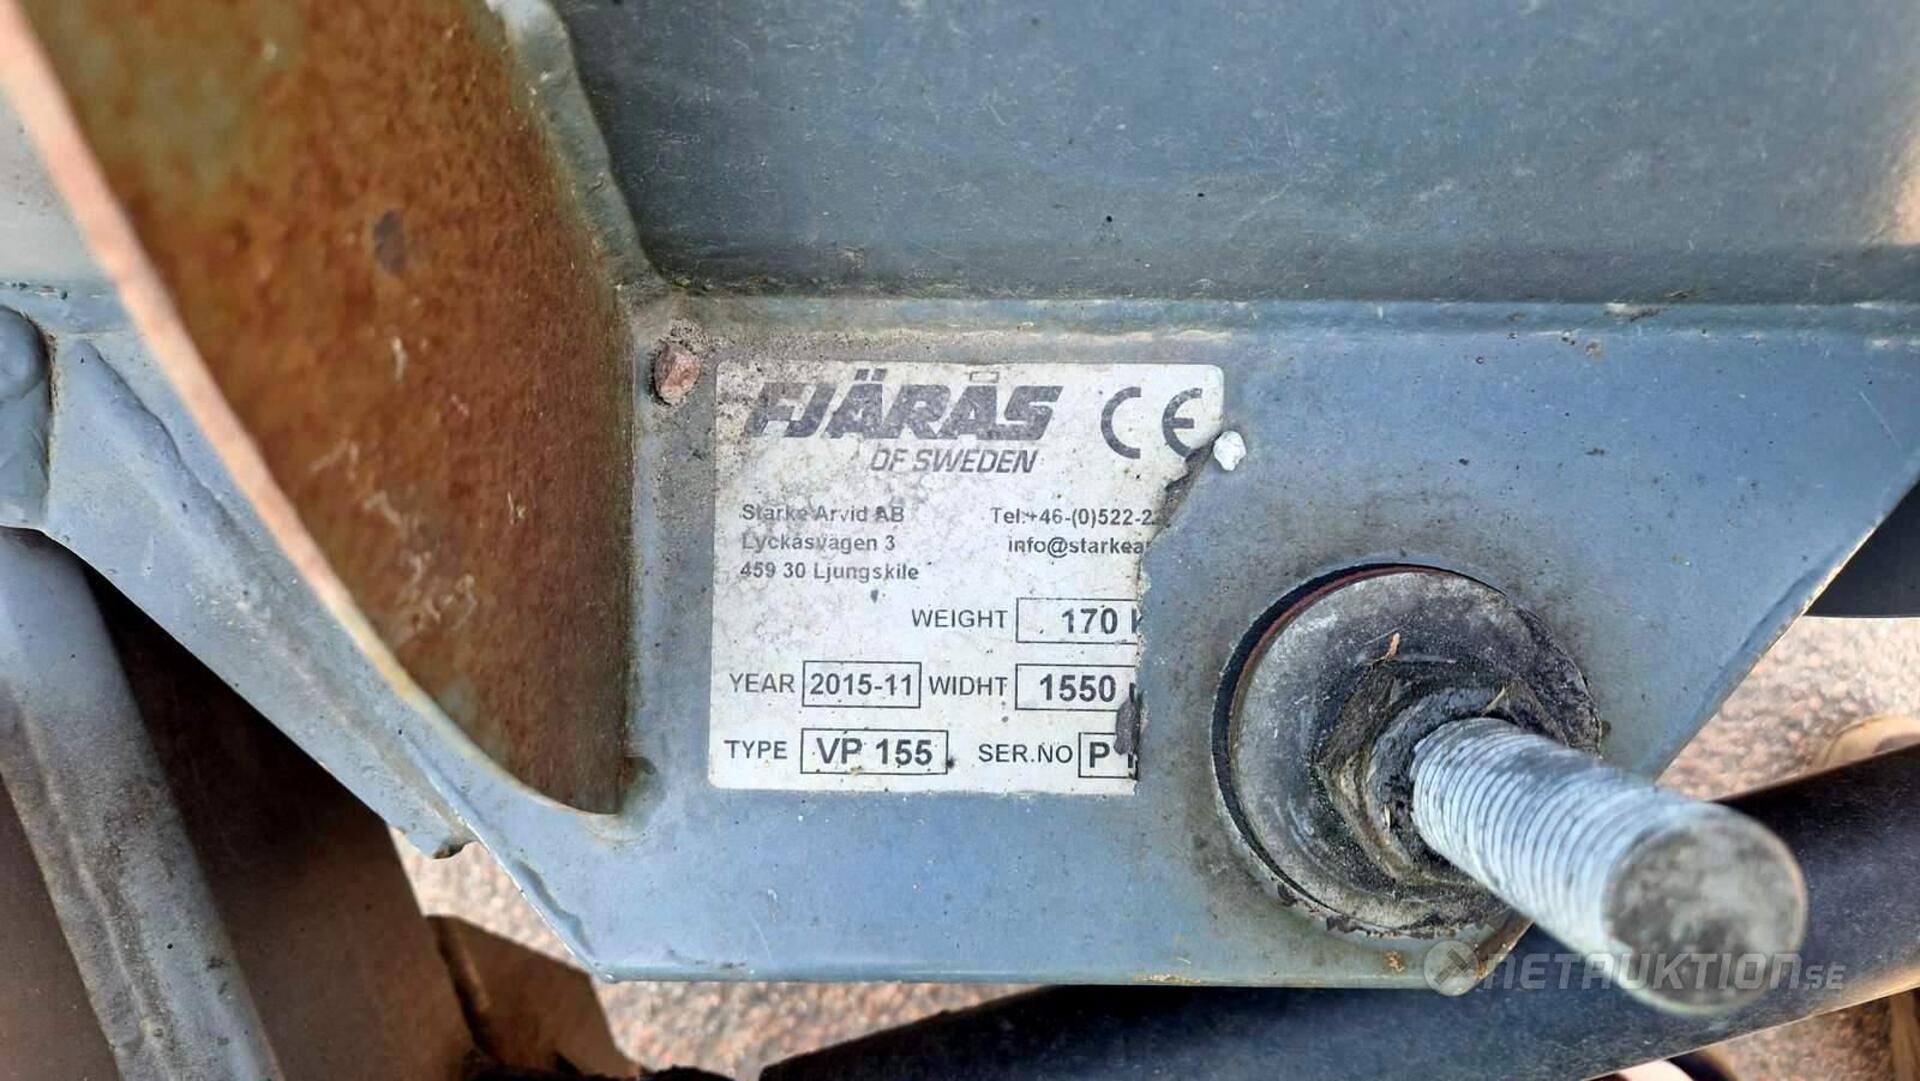 FJÄRÅS CE
OF SWEDEN
Starke Arvid AB Tel:+46-(0)522-2
Lyckåsvägen 3 info@starkear
459 30 Ljungskile
WEIGHT 170 k
YEAR 2015-11 WIDHT 1550
TYPE VP 155 SER.NO P
NETAUKTION.SE